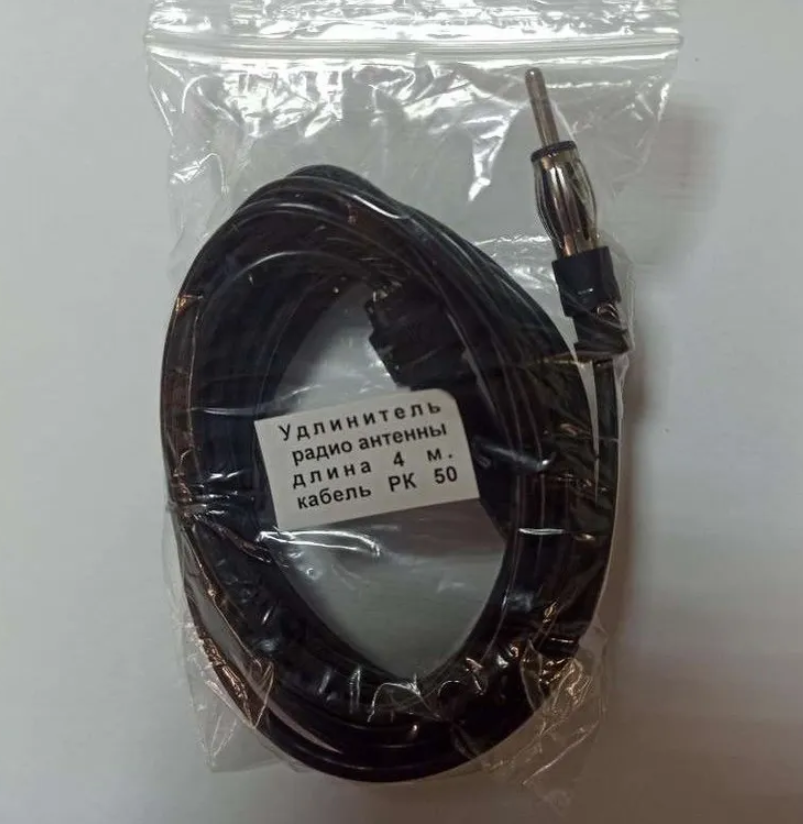 Удлинитель
радио антенны
длина 4 м.
кабель РК 50